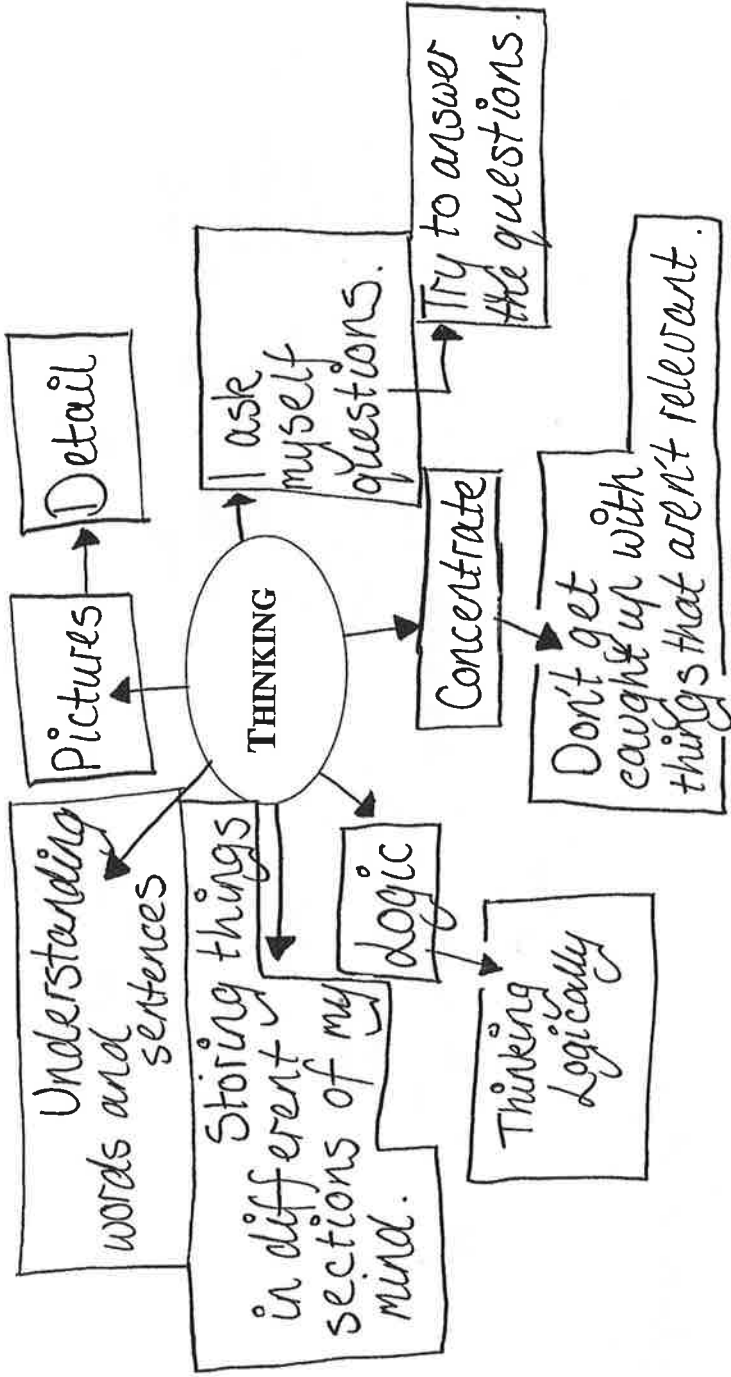 Understanding
words and
sentences
Pictures
Detail
THINKING
I ask
myself
questions.
Try to answer
the questions.
Concentrate
Don't get
caught up with
things that aren't relevant.
Logic
Thinking
Logically
Storing things
in different
sections of my
mind.